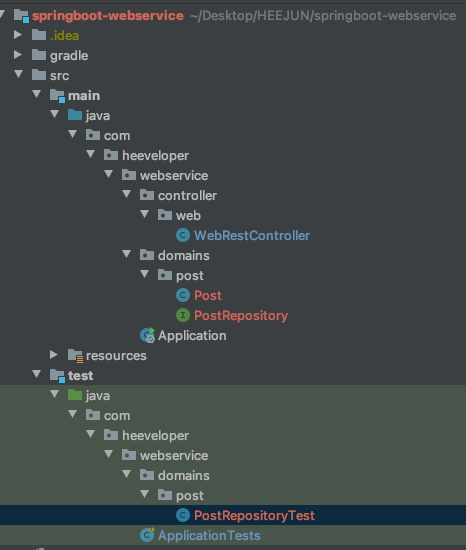 springboot-webservice ~/Desktop/HEEJUN/springboot-webservice
.idea
gradle
src
main
java
com
heeveloper
webservice
controller
web
WebRestController
domains
post
Post
PostRepository
Application
resources
test
java
com
heeveloper
webservice
domains
post
PostRepositoryTest
ApplicationTests